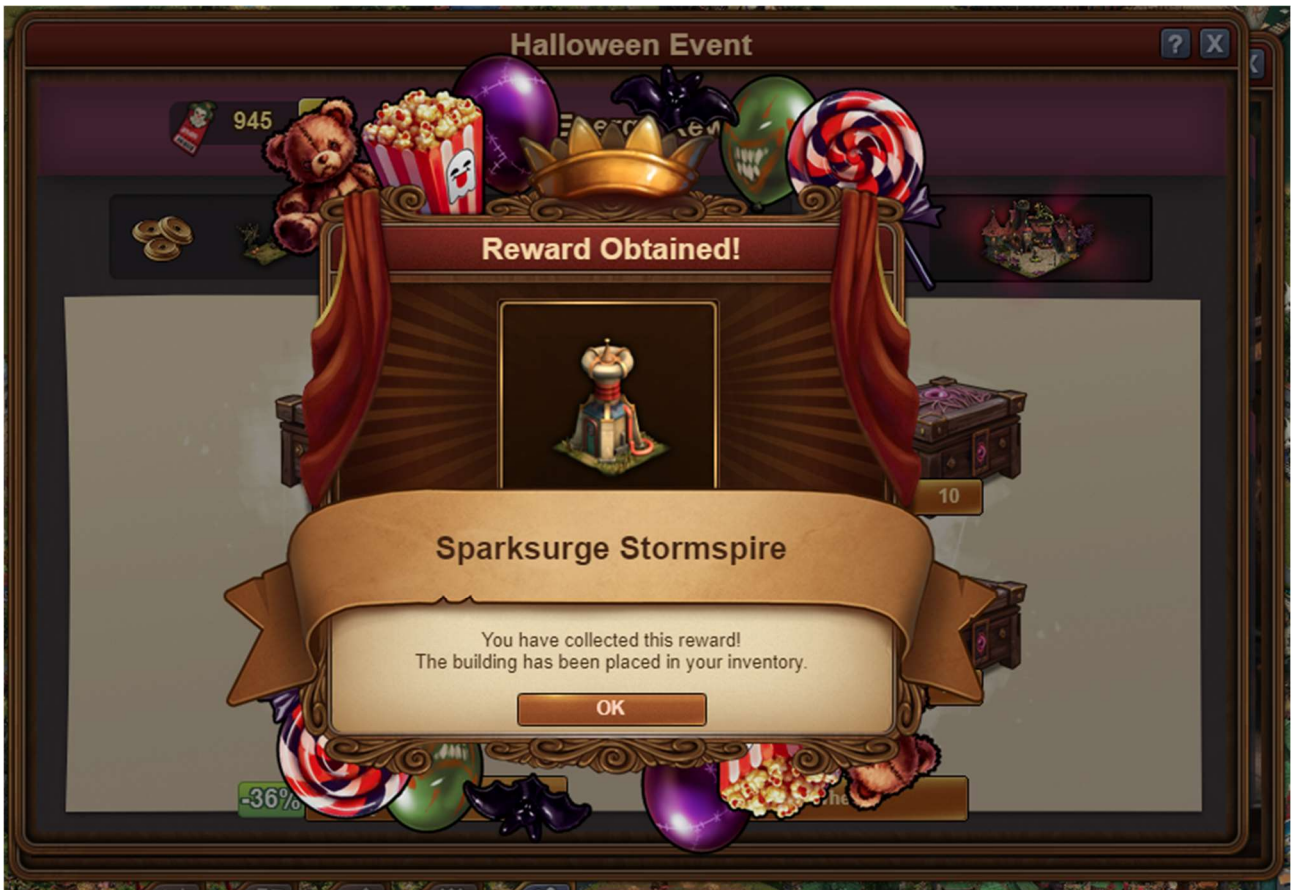 Halloween Event
? X
X
945
Reward Obtained!
10
Sparksurge Stormspire
You have collected this reward!
The building has been placed in your inventory.
OK
-36%